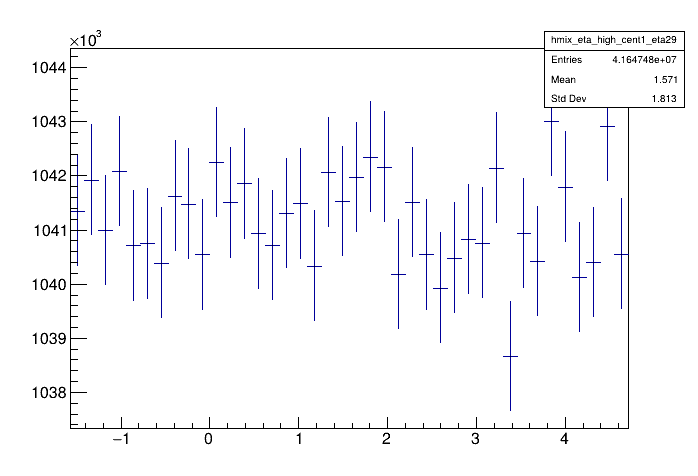 ×10³
hmix_eta_high_cent1_eta29
Entries 4.164748e+07
Mean 1.571
Std Dev 1.813
1044
1043
1042
1041
1040
1039
1038
−1 0 1 2 3 4